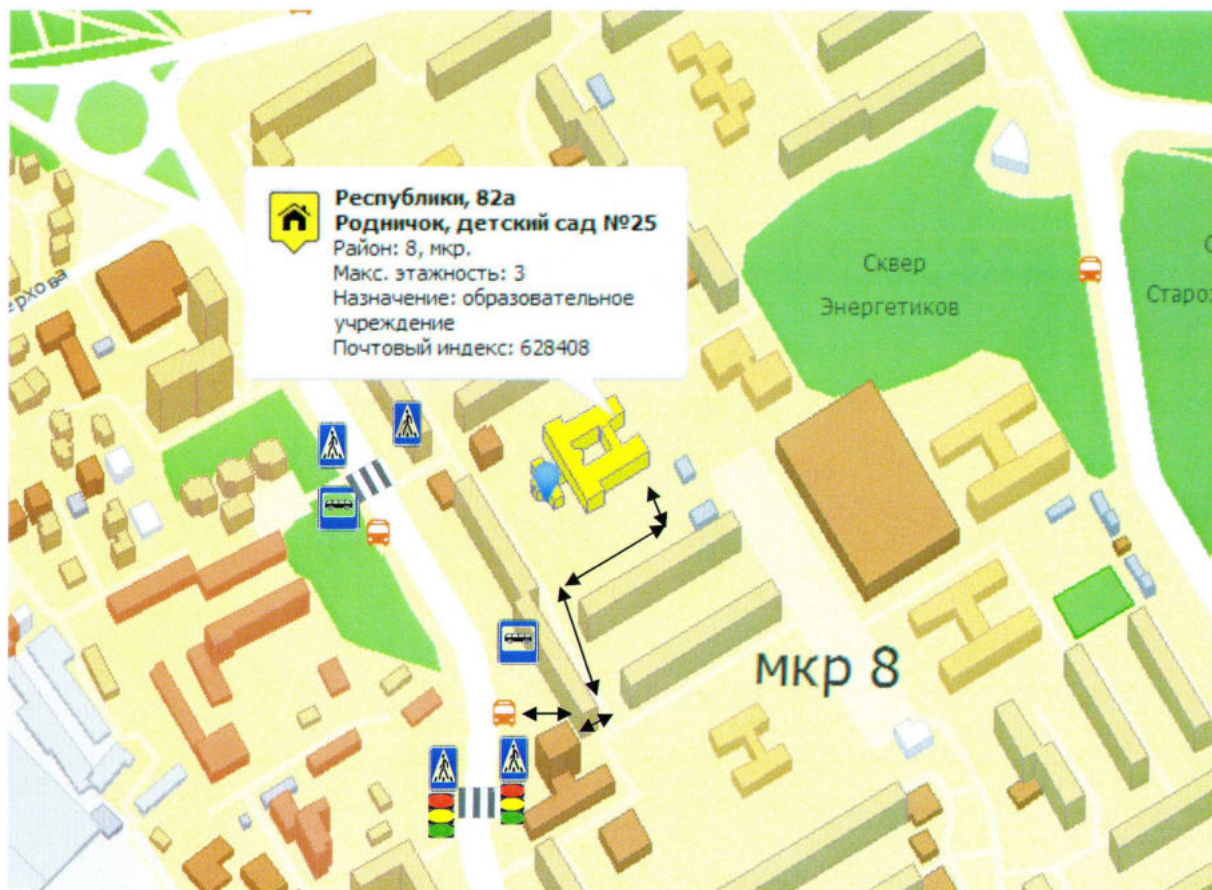 Республики, 82а
Родничок, детский сад №25
Район: 8, мкр.
Макс. этажность: 3
Назначение: образовательное
учреждение
Почтовый индекс: 628408
Сквер
Энергетиков
мкр 8